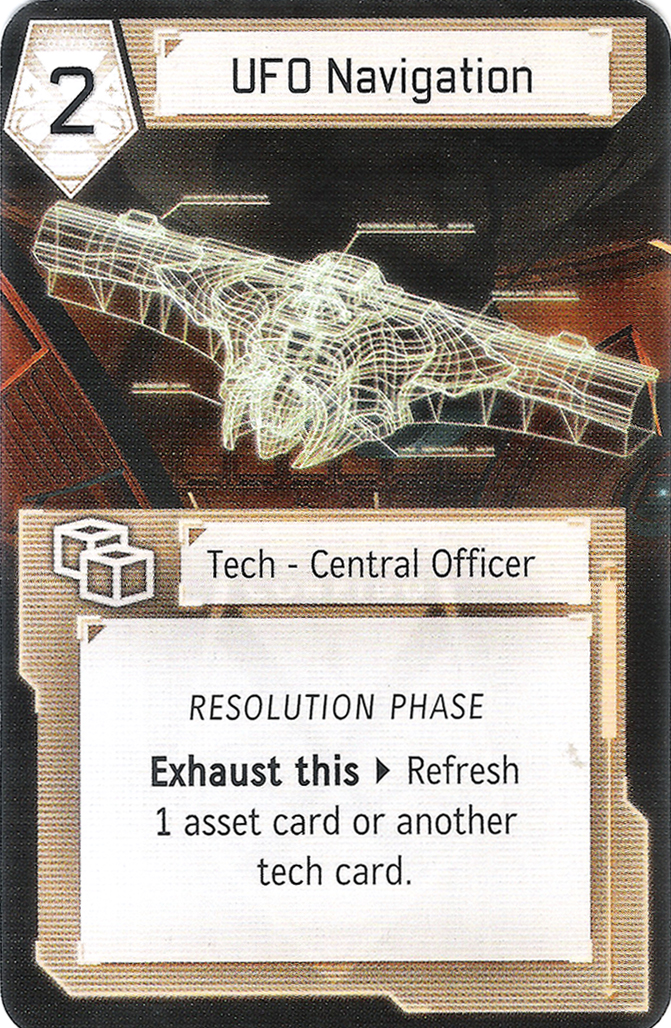 2
UFO Navigation
Tech - Central Officer
RESOLUTION PHASE
Exhaust this ▶ Refresh
1 asset card or another
tech card.